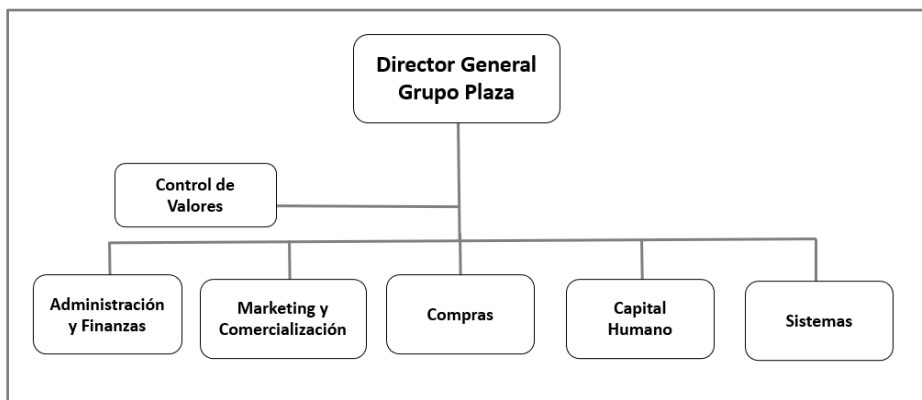 Director General
Grupo Plaza
Control de
Valores
Administración
y Finanzas
Marketing y
Comercialización
Compras
Capital
Humano
Sistemas